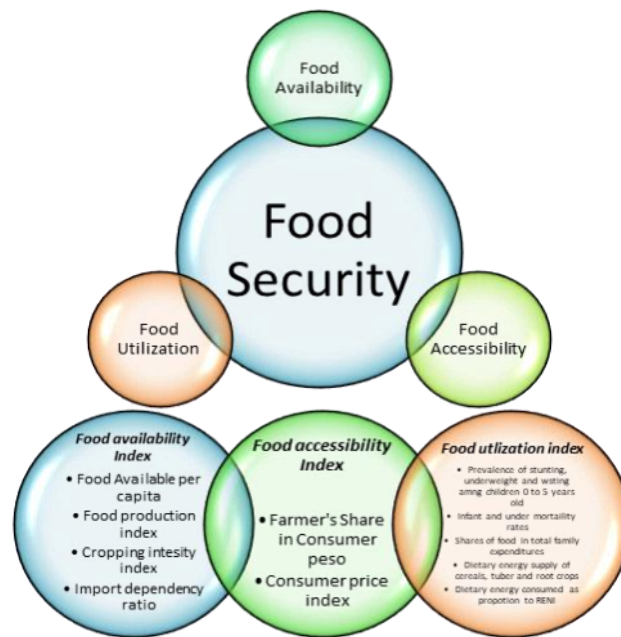 Food
Availability
Food
Security
Food
Utilization
Food
Accessibility
Food availability
Index
• Food Available per
capita
• Food production
index
• Cropping intesity
index
• Import dependency
ratio
Food accessibility
Index
• Farmer's Share
in Consumer
peso
• Consumer price
index
Food utlization index
• Prevalence of stunting,
underweight and wsting
amng children 0 to 5 years
old
• Infant and under mortaility
rates
• Shares of food in total family
expenditures
• Dietary energy supply of
cereals, tuber and root crops
• Dietary energy consumed as
propotion to RENI